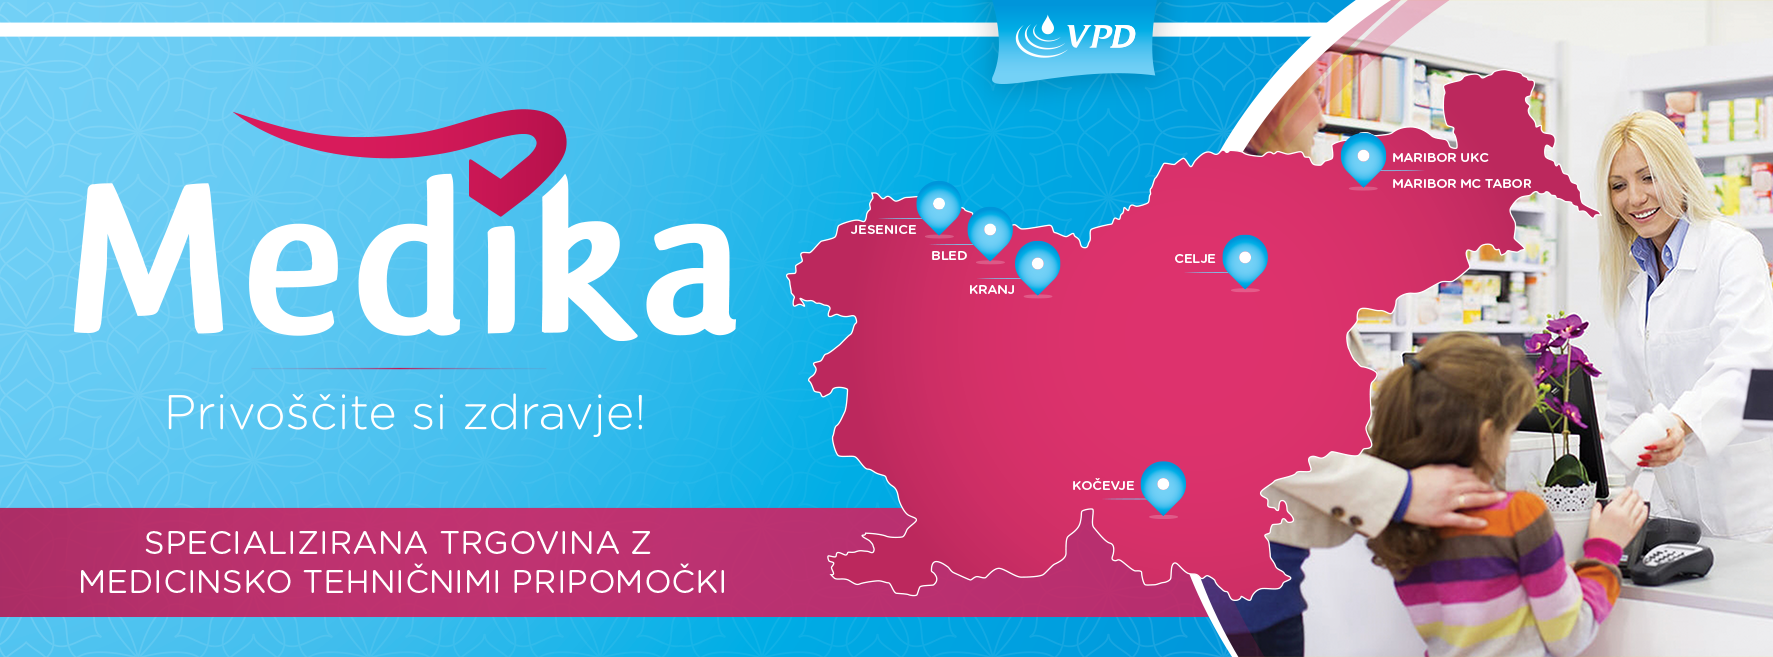 VPD
Medika
Privoščite si zdravje!
SPECIALIZIRANA TRGOVINA Z
MEDICINSKO TEHNIČNIMI PRIPOMOČKI
JESENICE
BLED
KRANJ
CELJE
MARIBOR UKC
MARIBOR MC TABOR
KOČEVJE